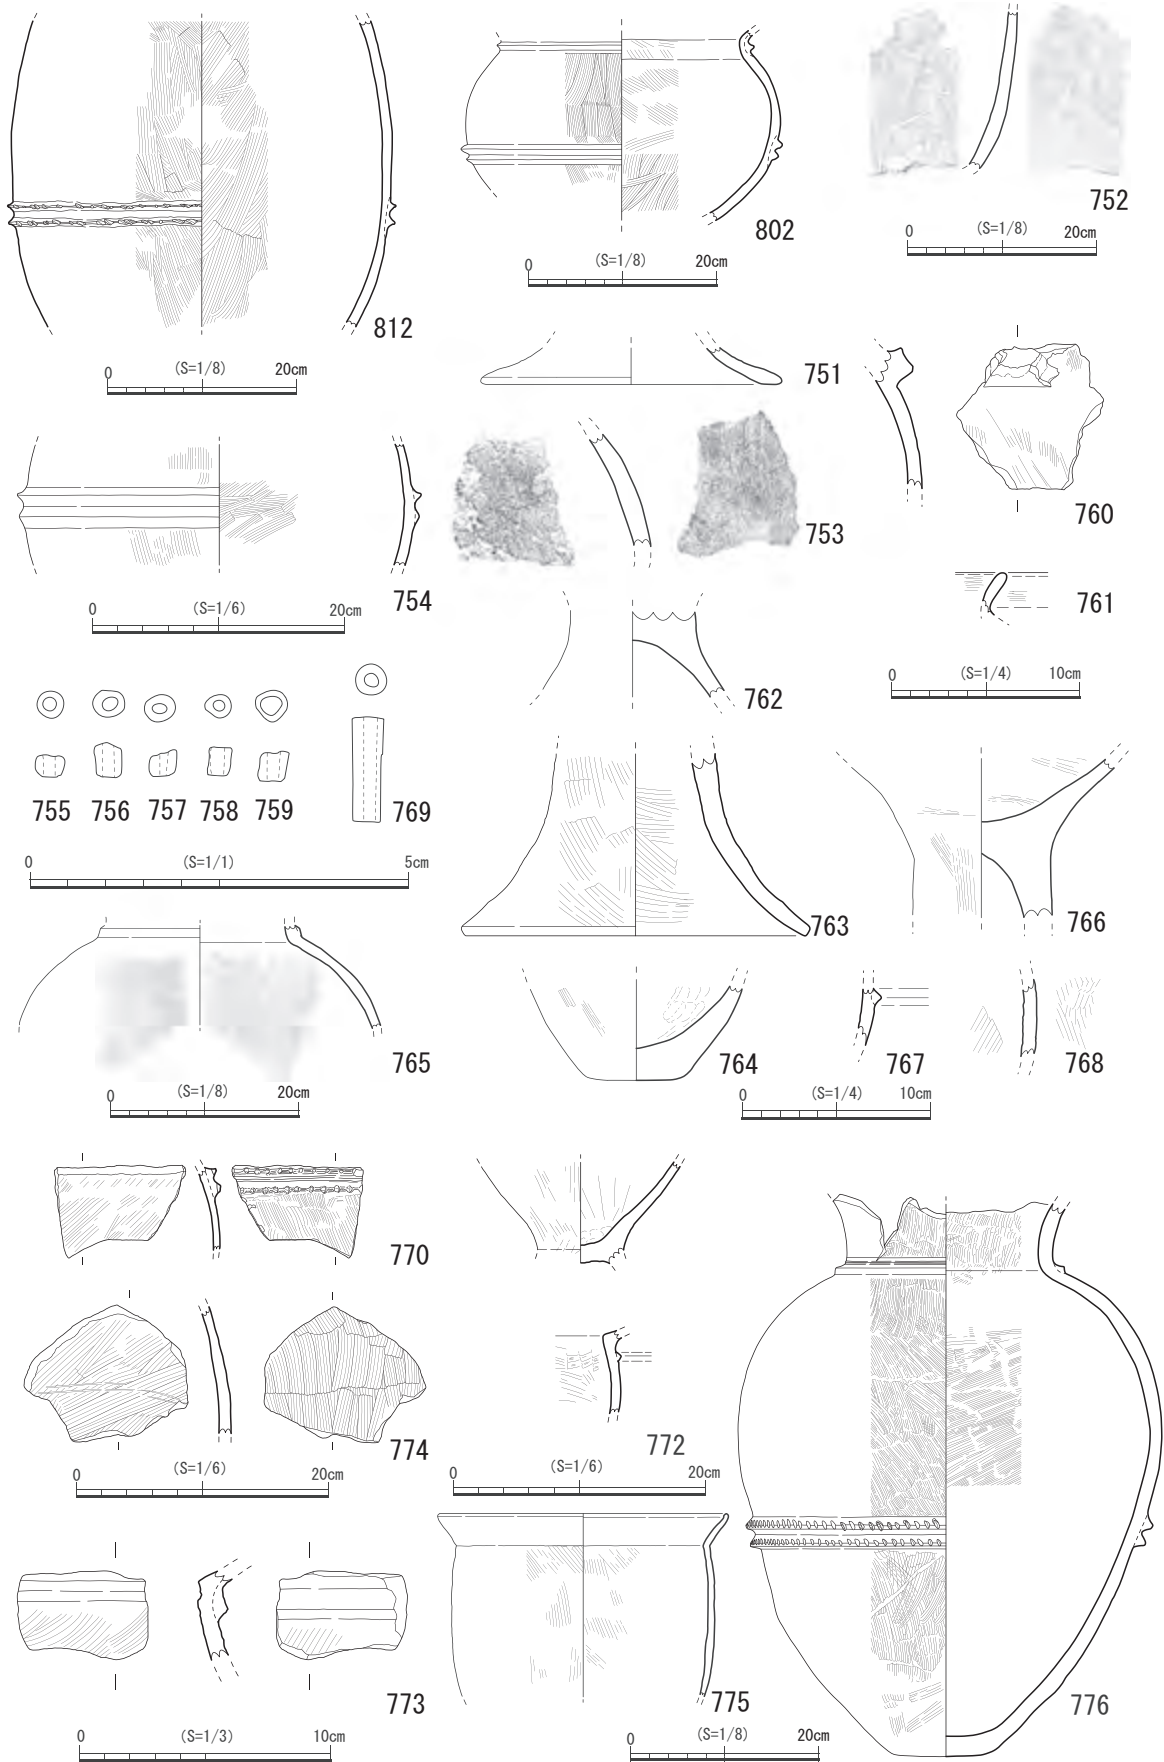 812
0 (S=1/8) 20cm
802
0 (S=1/8) 20cm
752
0 (S=1/8) 20cm
751
753
760
761
0 (S=1/4) 10cm
754
0 (S=1/6) 20cm
762
755 756 757 758 759 769
0 (S=1/1) 5cm
763
766
765
0 (S=1/8) 20cm
764
767
768
0 (S=1/4) 10cm
770
774
0 (S=1/6) 20cm
772
0 (S=1/6) 20cm
773
0 (S=1/3) 10cm
775
776
0 (S=1/8) 20cm